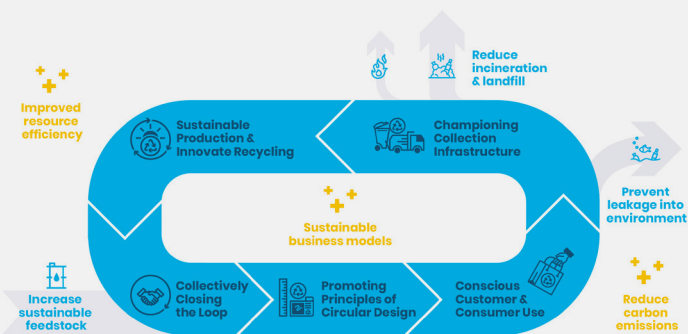 Reduce
incineration
& landfill
Improved
resource
efficiency
Sustainable
Production &
Innovate Recycling
Championing
Collection
Infrastructure
Prevent
leakage into
environment
Sustainable
business models
Increase
sustainable
feedstock
Collectively
Closing
the Loop
Promoting
Principles of
Circular Design
Conscious
Customer &
Consumer Use
Reduce
carbon
emissions